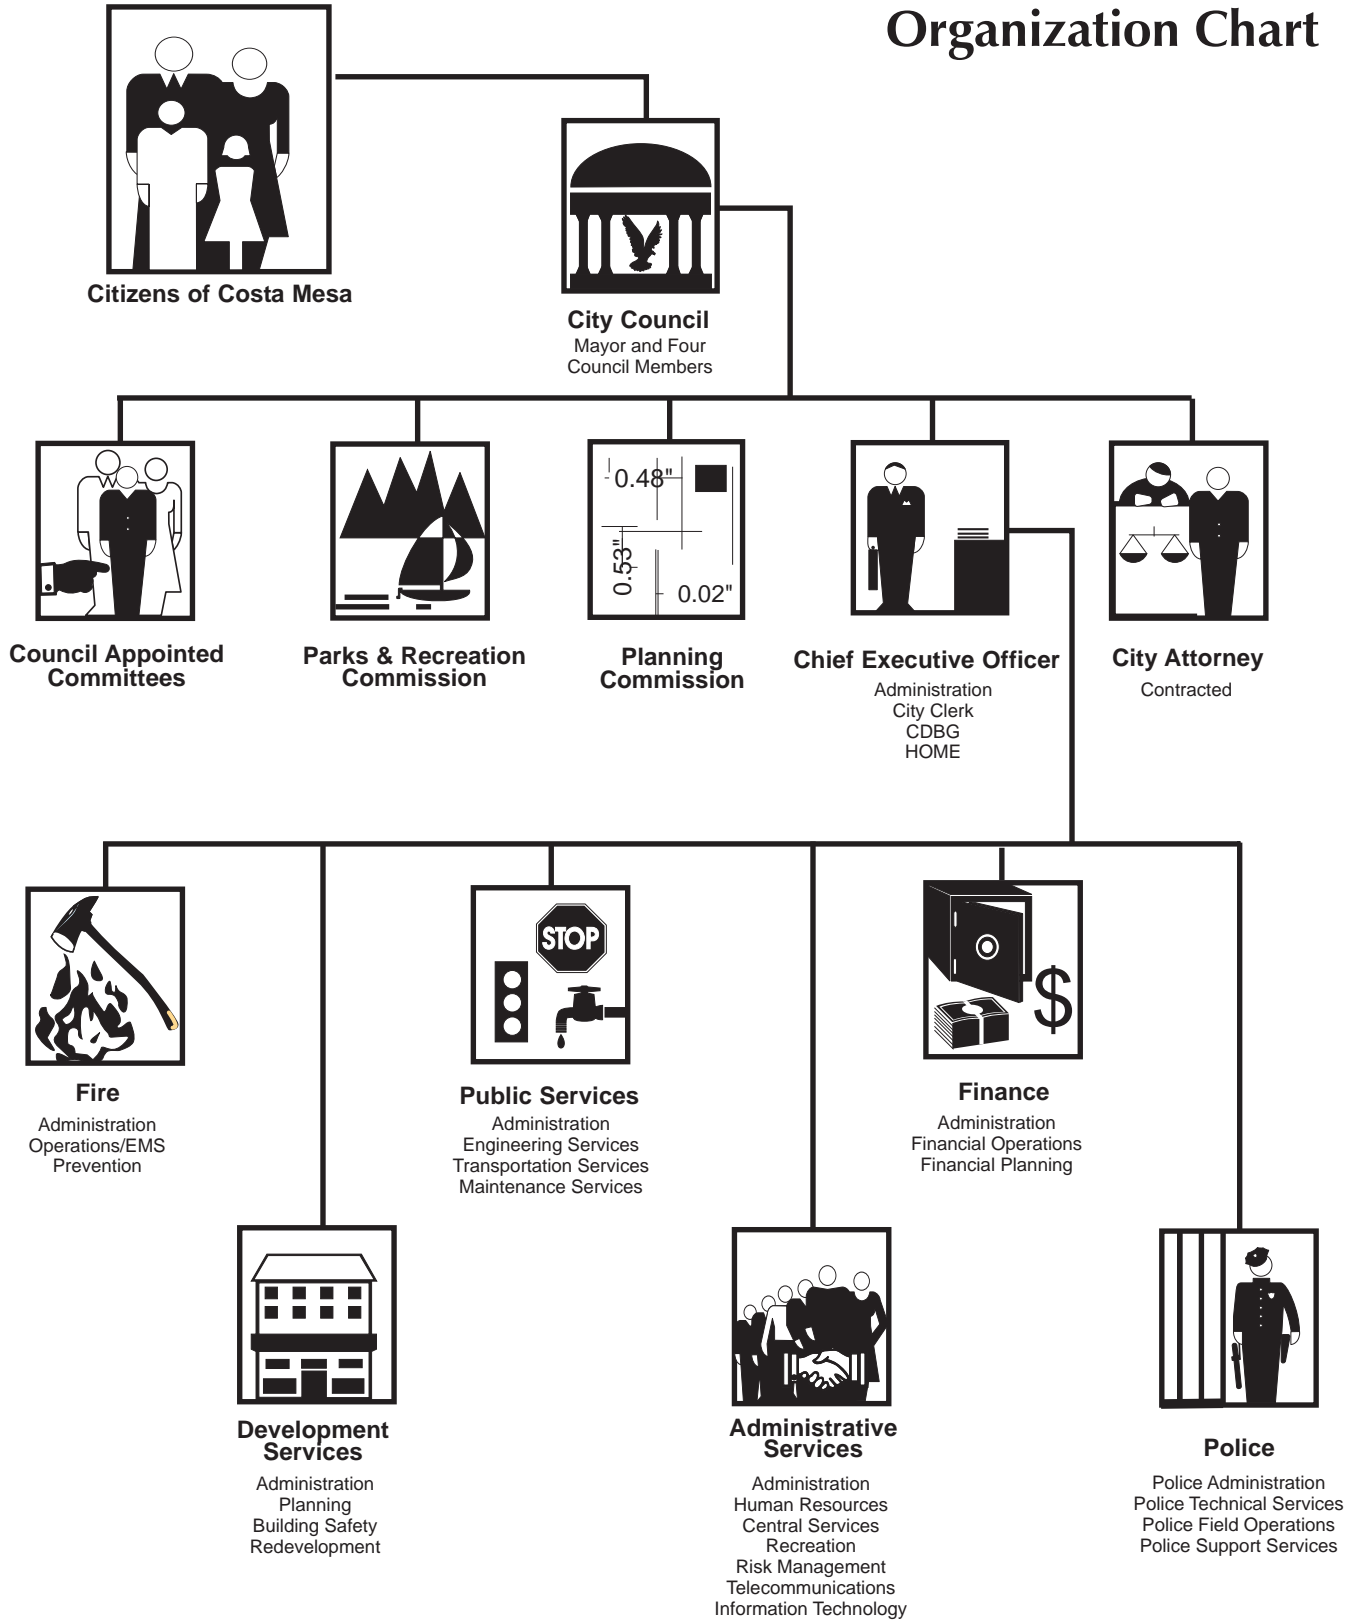 Organization Chart
Citizens of Costa Mesa
City Council
Mayor and Four
Council Members
0.48"
0.53"
0.02"
Council Appointed
Committees
Parks & Recreation
Commission
Planning
Commission
Chief Executive Officer
Administration
City Clerk
CDBG
HOME
City Attorney
Contracted
STOP
$
Fire
Administration
Operations/EMS
Prevention
Public Services
Administration
Engineering Services
Transportation Services
Maintenance Services
Finance
Administration
Financial Operations
Financial Planning
Development
Services
Administration
Planning
Building Safety
Redevelopment
Administrative
Services
Administration
Human Resources
Central Services
Recreation
Risk Management
Telecommunications
Information Technology
Police
Police Administration
Police Technical Services
Police Field Operations
Police Support Services